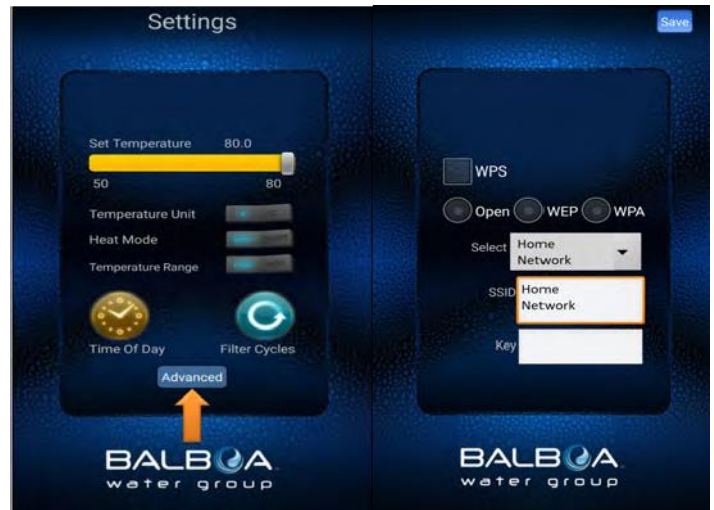 Settings
Set Temperature 80.0
50 80
Temperature Unit
Heat Mode
Temperature Range
Time Of Day Filter Cycles
Advanced
BALBOA
water group
Save
WPS
Open WEP WPA
Select Home
Network
SSID Home
Network
Key
BALBOA
water group